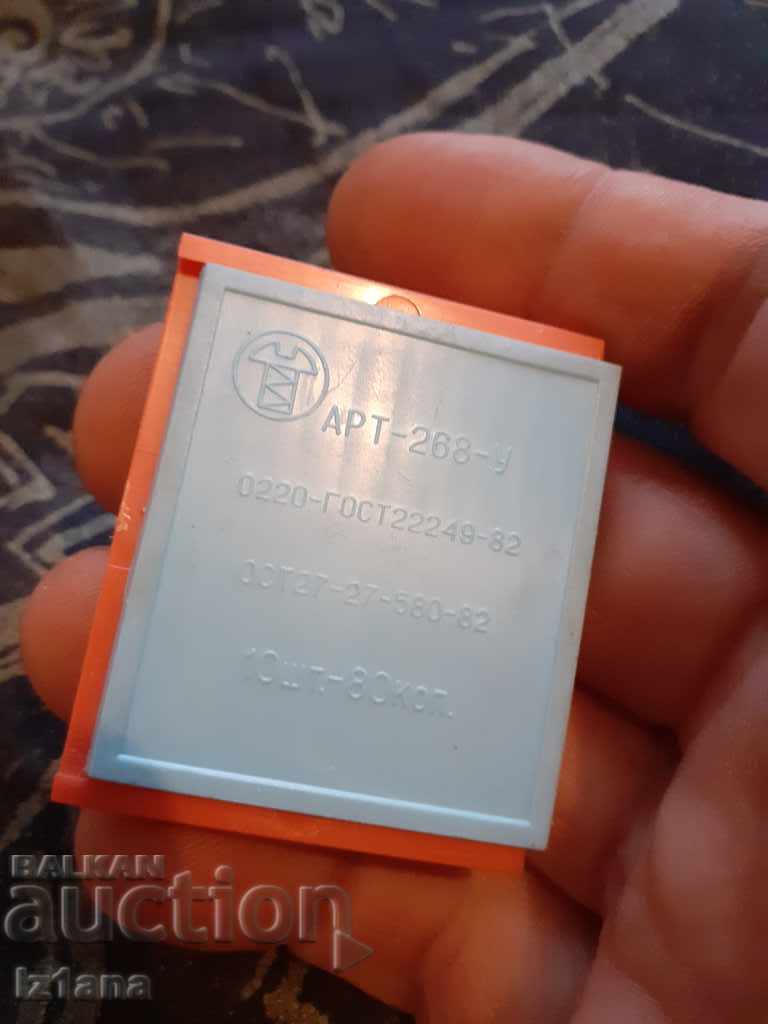 АРТ-268-У
0220-ГОСТ22249-82
ОСТ27-27-580-82
10шт.-80коп.
BALKAN
auction
Iz1ana